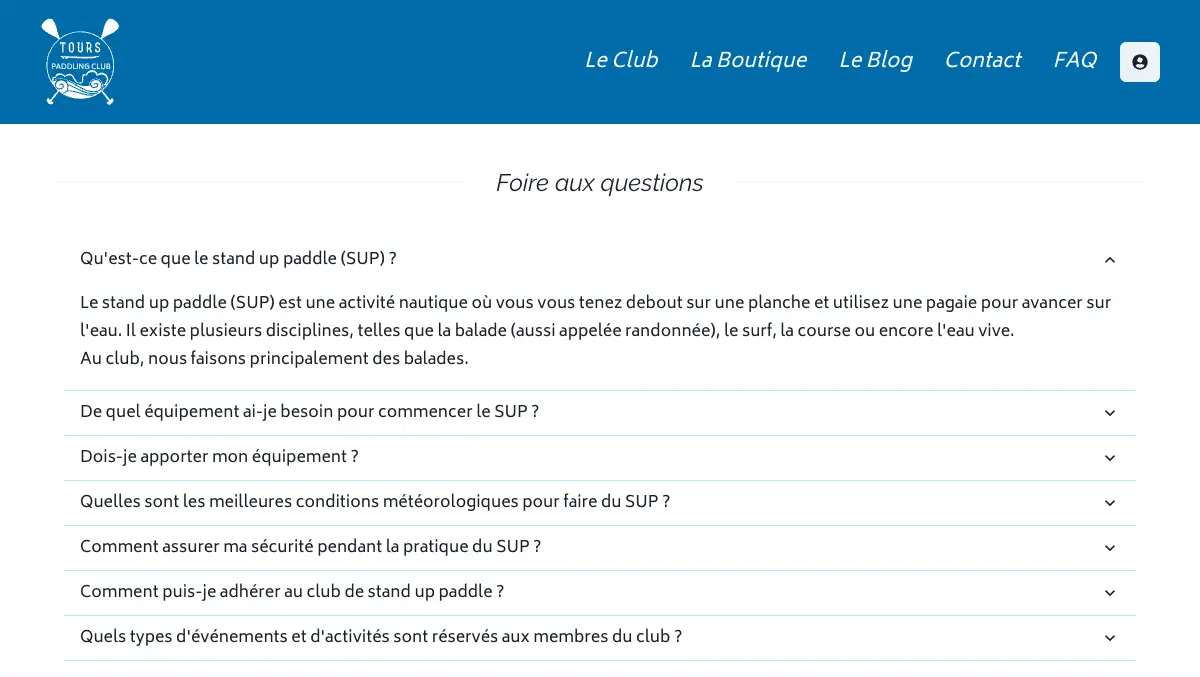 TOURS
PADDLING CLUB
Le Club
La Boutique
Le Blog
Contact
FAQ
Foire aux questions
Qu'est-ce que le stand up paddle (SUP) ?
Le stand up paddle (SUP) est une activité nautique où vous vous tenez debout sur une planche et utilisez une pagaie pour avancer sur
l'eau. Il existe plusieurs disciplines, telles que la balade (aussi appelée randonnée), le surf, la course ou encore l'eau vive.
Au club, nous faisons principalement des balades.
De quel équipement ai-je besoin pour commencer le SUP ?
Dois-je apporter mon équipement ?
Quelles sont les meilleures conditions météorologiques pour faire du SUP ?
Comment assurer ma sécurité pendant la pratique du SUP ?
Comment puis-je adhérer au club de stand up paddle ?
Quels types d'événements et d'activités sont réservés aux membres du club ?